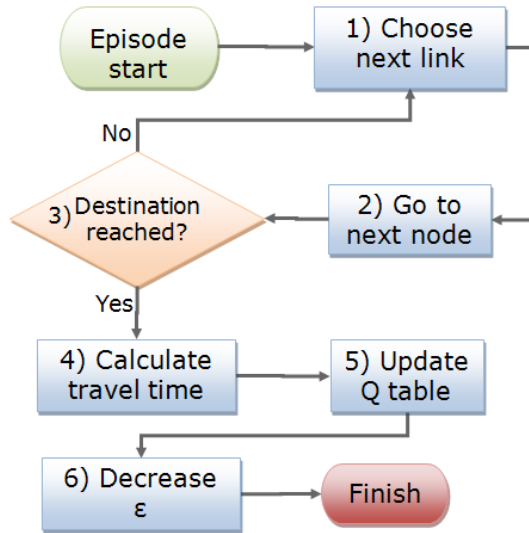 Episode
start
1) Choose
next link
No
3) Destination
reached?
2) Go to
next node
Yes
4) Calculate
travel time
5) Update
Q table
6) Decrease
ε
Finish